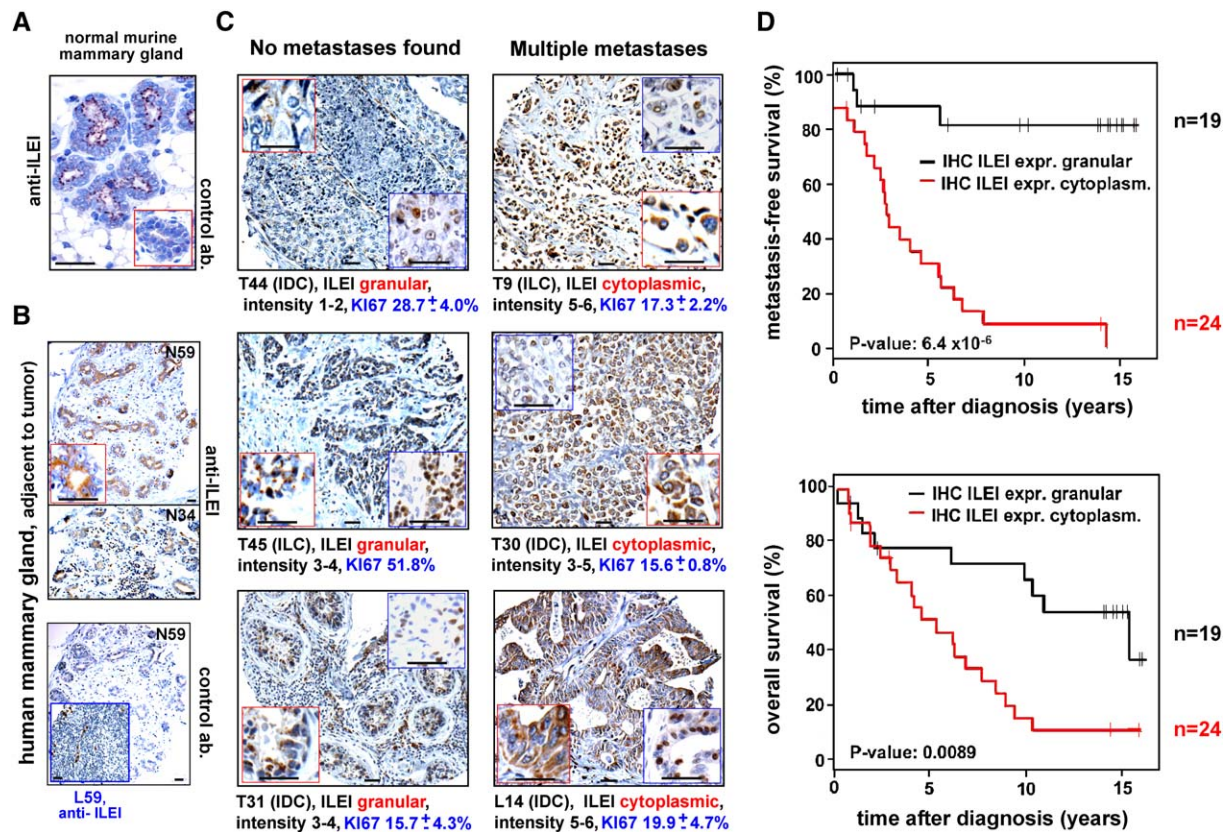 A
normal murine
mammary gland
anti-ILEI
control ab.
B
human mammary gland, adjacent to tumor)
N59
N34
anti-ILEI
N59
control ab.
L59,
anti- ILEI
C
No metastases found
Multiple metastases
T44 (IDC), ILEI granular,
intensity 1-2, KI67 28.7 ± 4.0%
T9 (ILC), ILEI cytoplasmic,
intensity 5-6, KI67 17.3 ± 2.2%
T45 (ILC), ILEI granular,
intensity 3-4, KI67 51.8%
T30 (IDC), ILEI cytoplasmic,
intensity 3-5, KI67 15.6 ± 0.8%
T31 (IDC), ILEI granular,
intensity 3-4, KI67 15.7 ± 4.3%
L14 (IDC), ILEI cytoplasmic,
intensity 5-6, KI67 19.9 ± 4.7%
D
metastasis-free survival (%)
100
80
60
40
20
0
IHC ILEI expr. granular
IHC ILEI expr. cytoplasm.
P-value: 6.4 x10-6
0 5 10 15
time after diagnosis (years)
n=19
n=24
overall survival (%)
100
80
60
40
20
0
IHC ILEI expr. granular
IHC ILEI expr. cytoplasm.
P-value: 0.0089
0 5 10 15
time after diagnosis (years)
n=19
n=24